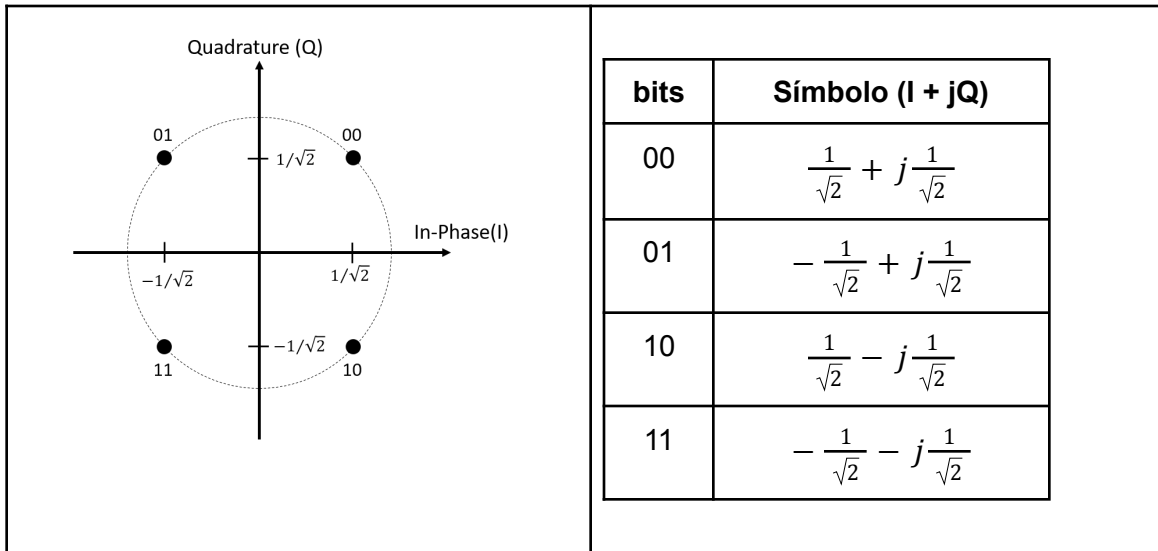 Quadrature (Q)
01
00
1/√2
In-Phase(I)
−1/√2
1/√2
−1/√2
11
10
bits Símbolo (I + jQ)
00 1/√2 + j 1/√2
01 − 1/√2 + j 1/√2
10 1/√2 − j 1/√2
11 − 1/√2 − j 1/√2